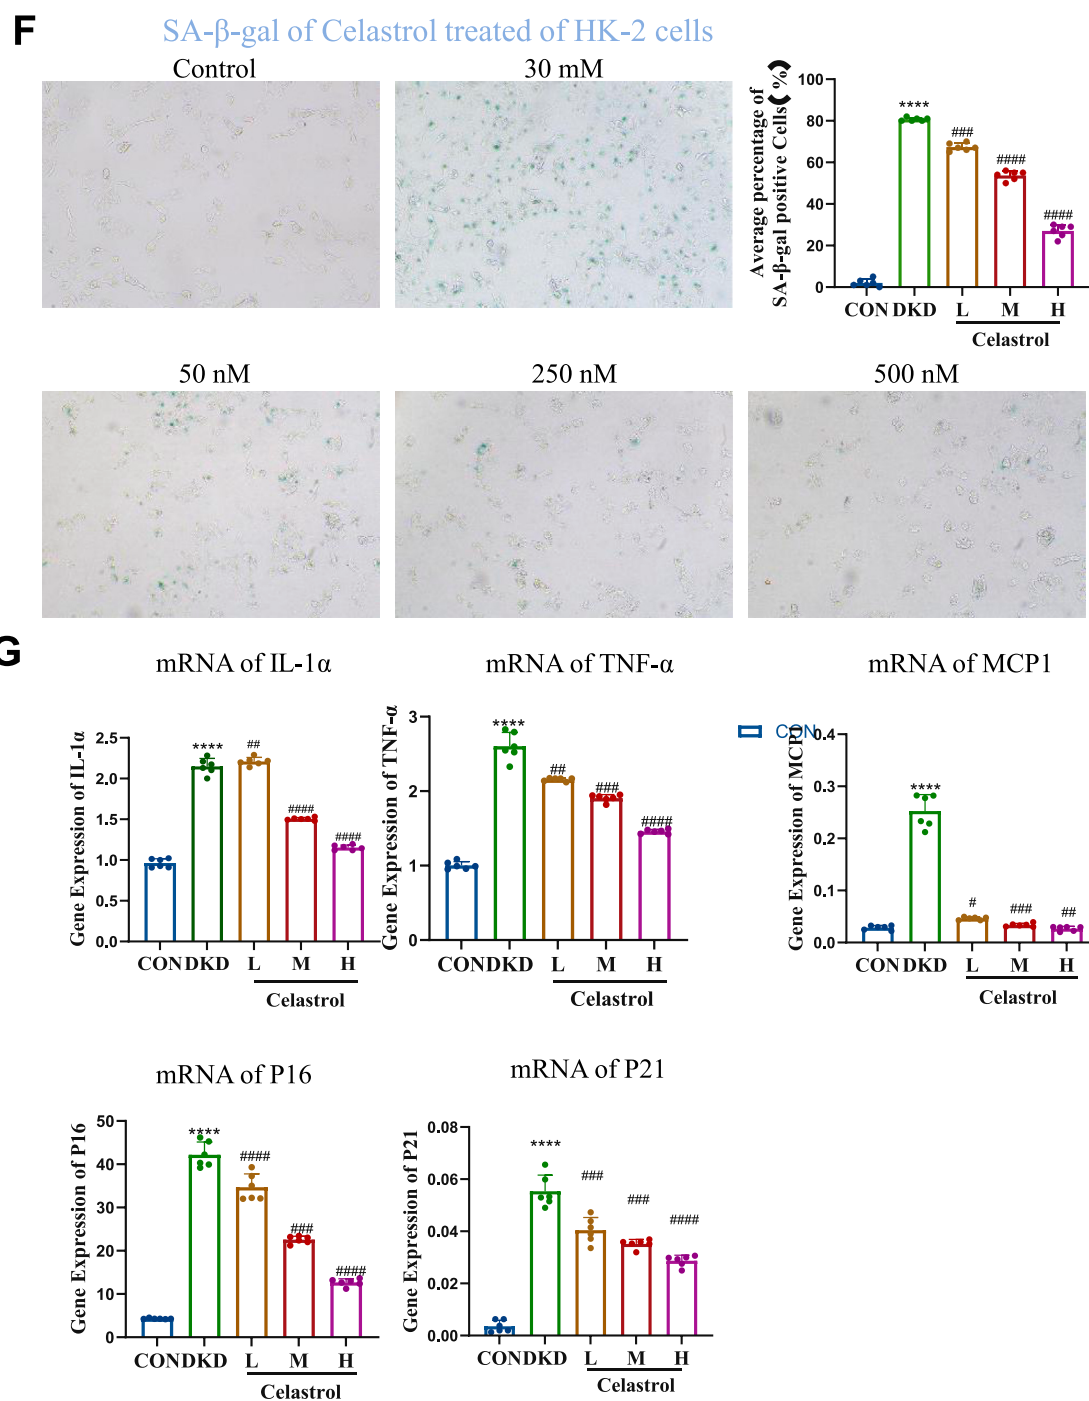 F
SA-β-gal of Celastrol treated of HK-2 cells
Control
30 mM
Average percentage of
SA-β-gal positive Cells(%)
100
80
60
40
20
0
****
###
####
####
CON DKD L M H
Celastrol
50 nM
250 nM
500 nM
G
mRNA of IL-1α
Gene Expression of IL-1α
2.5
2.0
1.5
1.0
0.5
0.0
****
##
####
####
CON DKD L M H
Celastrol
mRNA of TNF-α
Gene Expression of TNF-α
3
2
1
0
****
##
###
####
CON DKD L M H
Celastrol
mRNA of MCP1
CON
Gene Expression of MCP1
0.4
0.3
0.2
0.1
0.0
****
#
###
##
CON DKD L M H
Celastrol
mRNA of P16
Gene Expression of P16
50
40
30
20
10
0
****
####
###
####
CON DKD L M H
Celastrol
mRNA of P21
Gene Expression of P21
0.08
0.06
0.04
0.02
0.00
****
###
###
####
CON DKD L M H
Celastrol